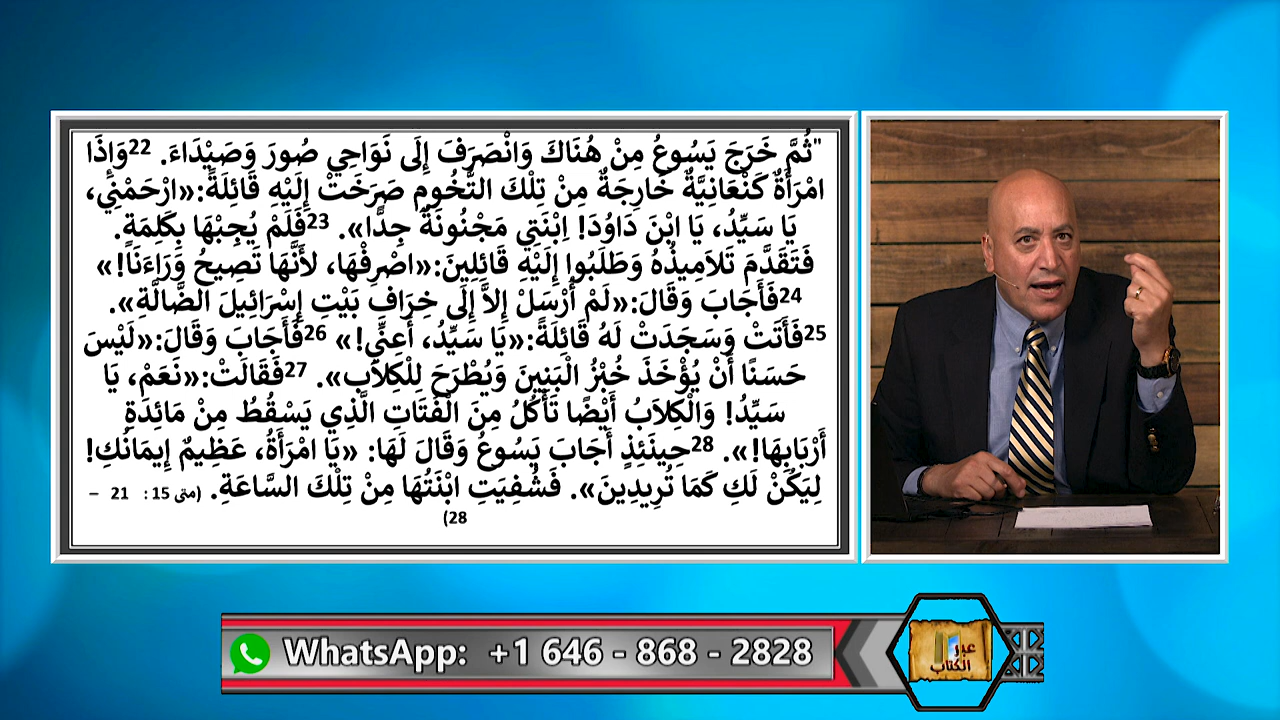 "ثُمَّ خَرَجَ يَسُوعُ مِنْ هُنَاكَ وَانْصَرَفَ إِلَى نَوَاحِي صُورَ وَصَيْدَاءَ. 22وَإِذَا
امْرَأَةٌ كَنْعَانِيَّةٌ خَارِجَةٌ مِنْ تِلْكَ التُّخُومِ صَرَخَتْ إِلَيْهِ قَائِلَةً:«ارْحَمْنِي،
يَا سَيِّدُ، يَا ابْنَ دَاوُدَ! اِبْنَتِي مَجْنُونَةٌ جِدًّا». 23فَلَمْ يُجِبْهَا بِكَلِمَةٍ.
فَتَقَدَّمَ تَلاَمِيذُهُ وَطَلَبُوا إِلَيْهِ قَائِلِينَ:«اصْرِفْهَا، لأَنَّهَا تَصِيحُ وَرَاءَنَا!»
24فَأَجَابَ وَقَالَ:«لَمْ أُرْسَلْ إِلاَّ إِلَى خِرَافِ بَيْتِ إِسْرَائِيلَ الضَّالَّةِ».
25فَأَتَتْ وَسَجَدَتْ لَهُ قَائِلَةً:«يَا سَيِّدُ، أَعِنِّي!» 26فَأَجَابَ وَقَالَ:«لَيْسَ
حَسَنًا أَنْ يُؤْخَذَ خُبْزُ الْبَنِينَ وَيُطْرَحَ لِلْكِلاَب». 27فَقَالَتْ:«نَعَمْ، يَا
سَيِّدُ! وَالْكِلاَبُ أَيْضًا تَأْكُلُ مِنَ الْفُتَاتِ الَّذِي يَسْقُطُ مِنْ مَائِدَةِ
أَرْبَابِهَا!». 28حِينَئِذٍ أَجَابَ يَسُوعُ وَقَالَ لَهَا: «يَا امْرَأَةُ، عَظِيمٌ إِيمَانُكِ!
لِيَكُنْ لَكِ كَمَا تُرِيدِينَ». فَشُفِيَتِ ابْنَتُهَا مِنْ تِلْكَ السَّاعَةِ. (متى 15: 21 –
28)
WhatsApp: +1 646 - 868 - 2828
عبر
الكتاب